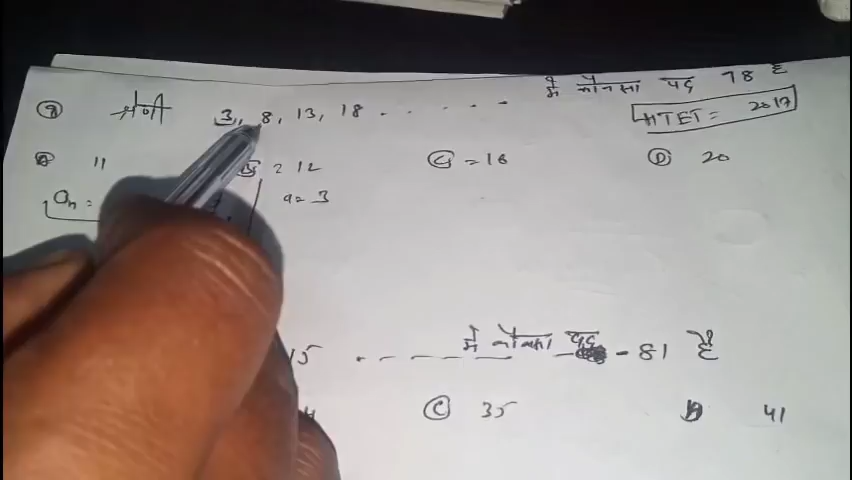 श्रेणी 3, 8, 13, 18 . . . . . . में कौनसा पद 78 है
HTET = 2017
A 11 B = 12 C = 16 D 20
an = a = 3
15 . - - - - - - में कौनसा पद - 81 है
C 35 D 41